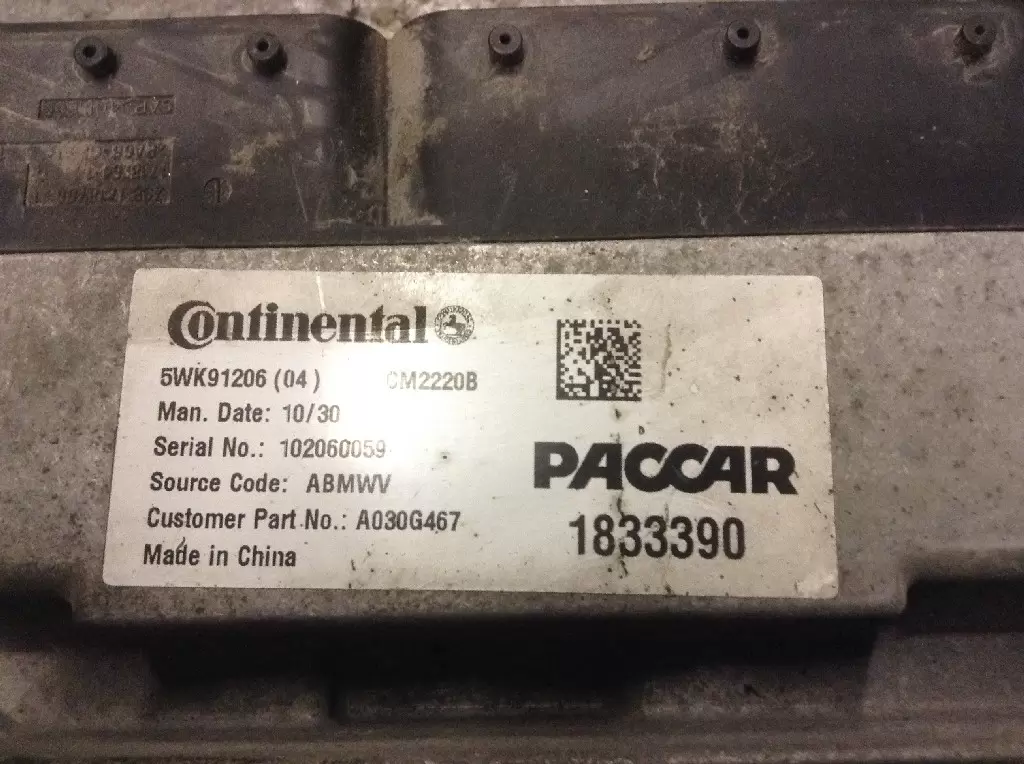 Continental
5WK91206 (04) CM2220B
Man. Date: 10/30
Serial No.: 102060059
Source Code: ABMWV
Customer Part No.: A030G467
Made in China
PACCAR
1833390